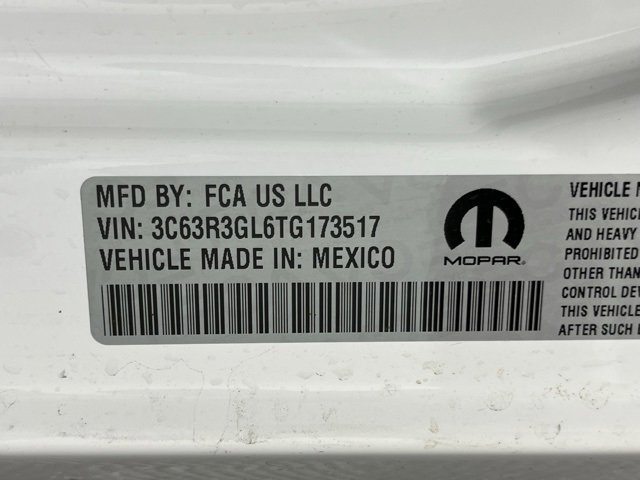 MFD BY: FCA US LLC
VIN: 3C63R3GL6TG173517
VEHICLE MADE IN: MEXICO
MOPAR®
VEHICLE
THIS VEHICL
AND HEAVY
PROHIBITED
OTHER THAN
CONTROL DEV
THIS VEHICLE
AFTER SUCH